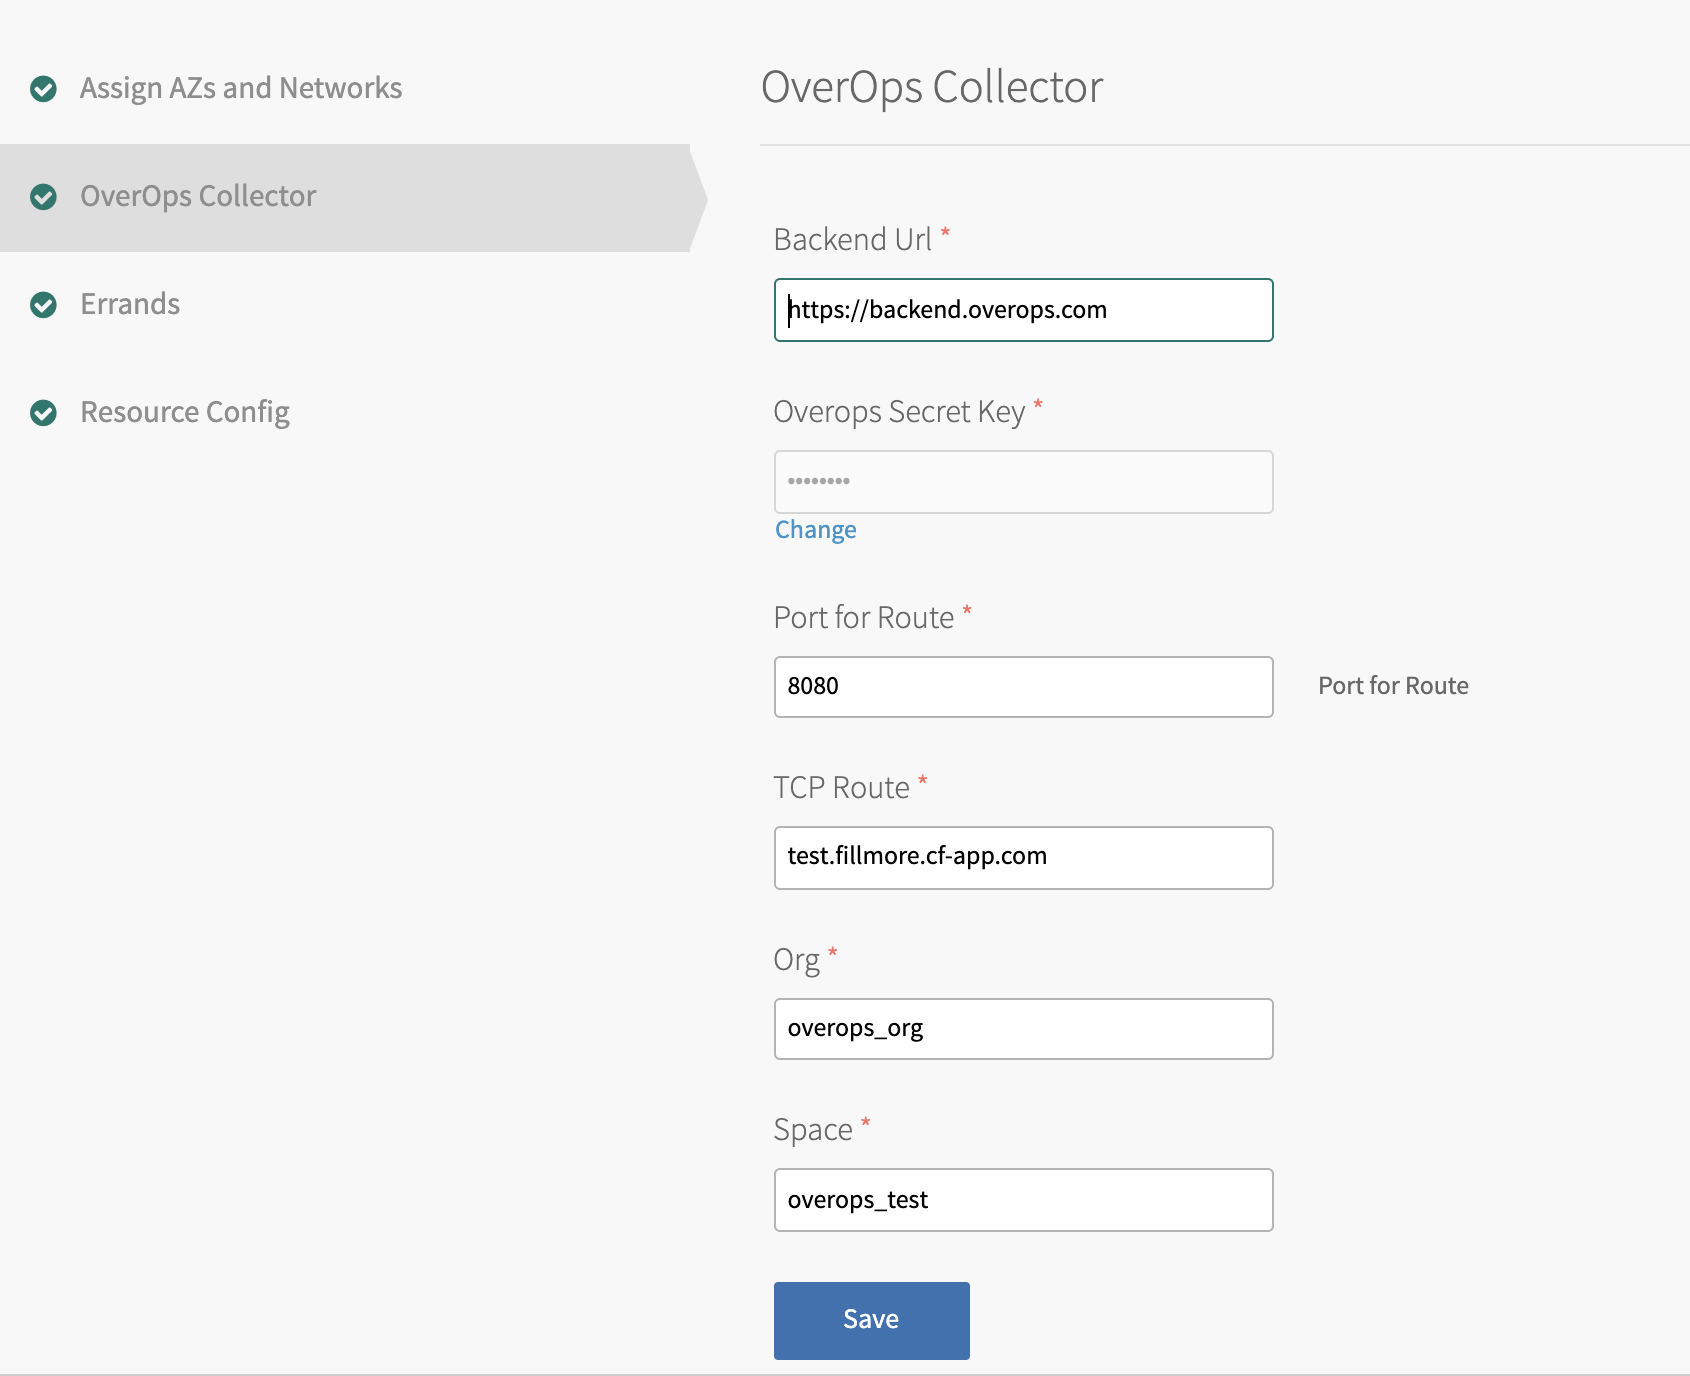 Assign AZs and Networks
OverOps Collector
Errands
Resource Config
OverOps Collector
Backend Url *
https://backend.overops.com
Overops Secret Key *
••••••••
Change
Port for Route *
8080
Port for Route
TCP Route *
test.fillmore.cf-app.com
Org *
overops_org
Space *
overops_test
Save